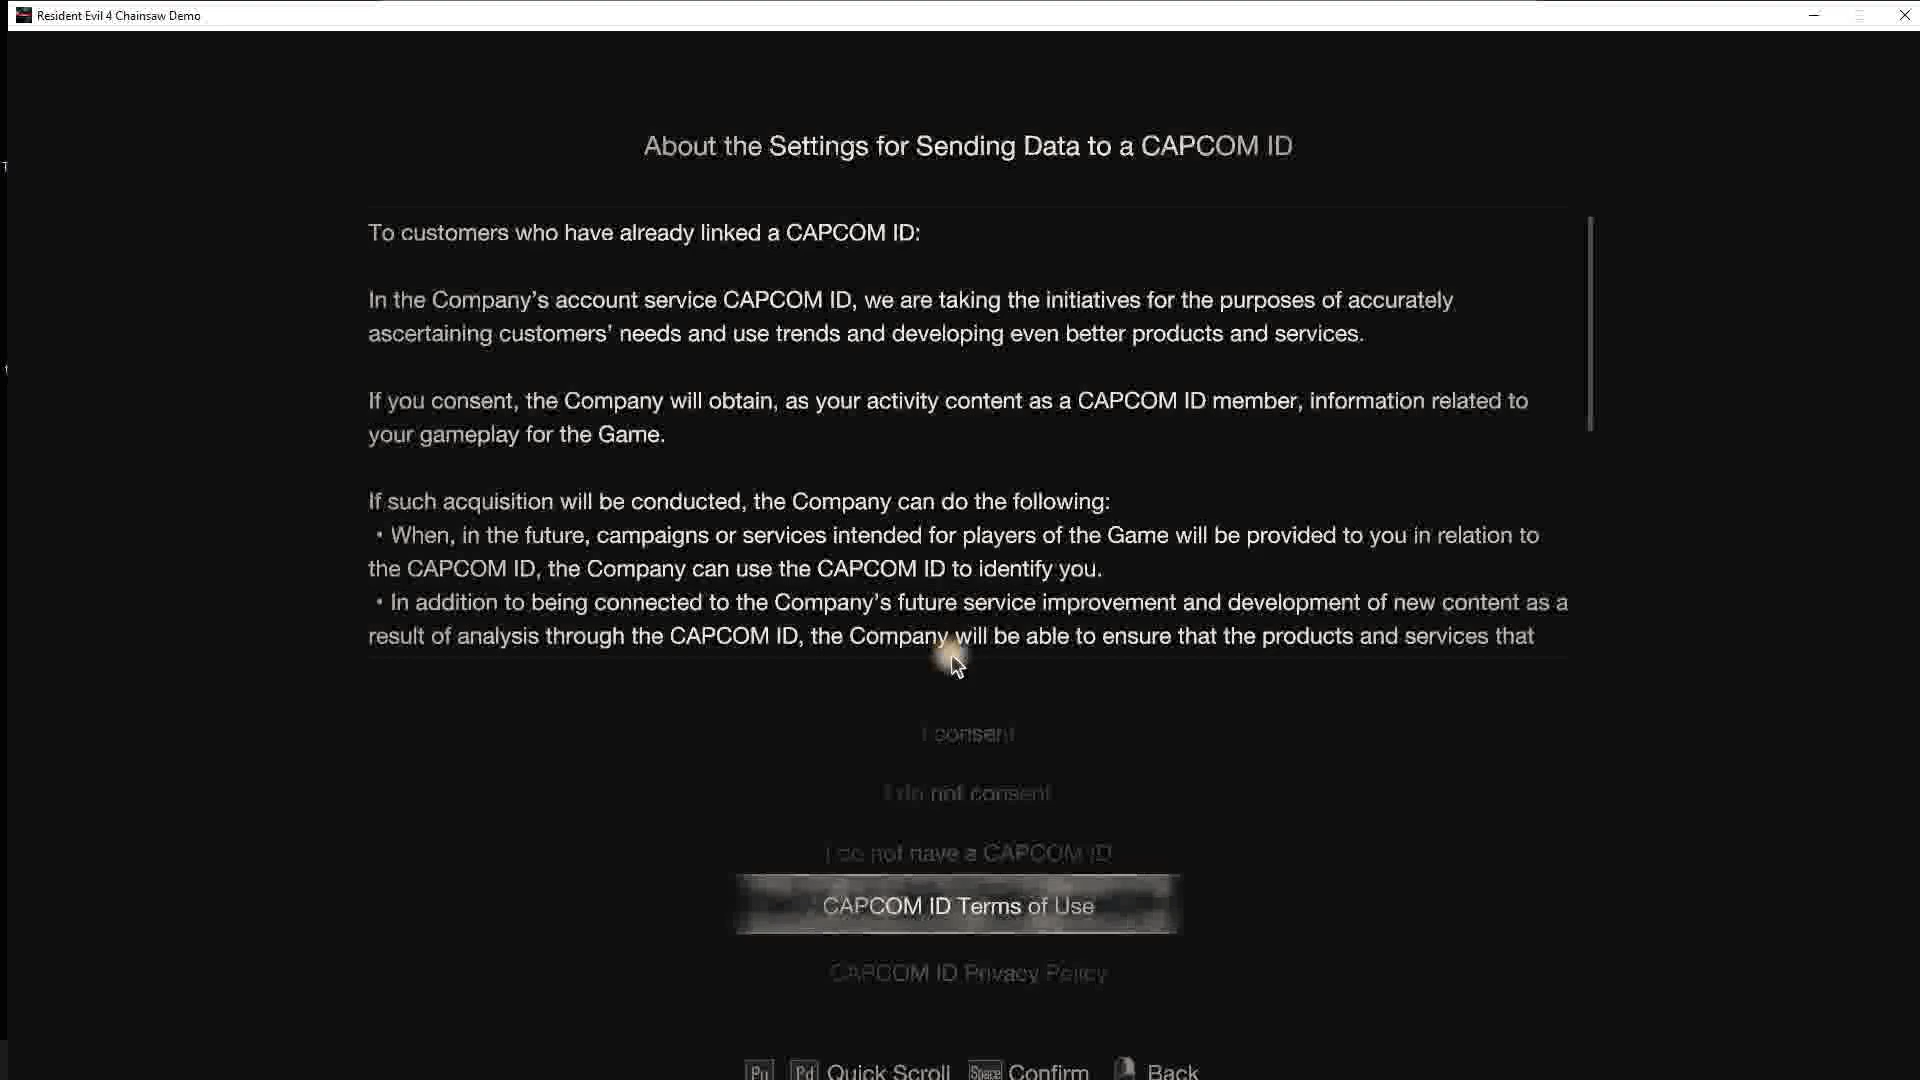 Resident Evil 4 Chainsaw Demo
About the Settings for Sending Data to a CAPCOM ID
To customers who have already linked a CAPCOM ID:
In the Company’s account service CAPCOM ID, we are taking the initiatives for the purposes of accurately
ascertaining customers’ needs and use trends and developing even better products and services.
If you consent, the Company will obtain, as your activity content as a CAPCOM ID member, information related to
your gameplay for the Game.
If such acquisition will be conducted, the Company can do the following:
・When, in the future, campaigns or services intended for players of the Game will be provided to you in relation to
the CAPCOM ID, the Company can use the CAPCOM ID to identify you.
・In addition to being connected to the Company’s future service improvement and development of new content as a
result of analysis through the CAPCOM ID, the Company will be able to ensure that the products and services that
I consent
I do not consent
I do not have a CAPCOM ID
CAPCOM ID Terms of Use
CAPCOM ID Privacy Policy
Pu Pd Quick Scroll Space Confirm Back